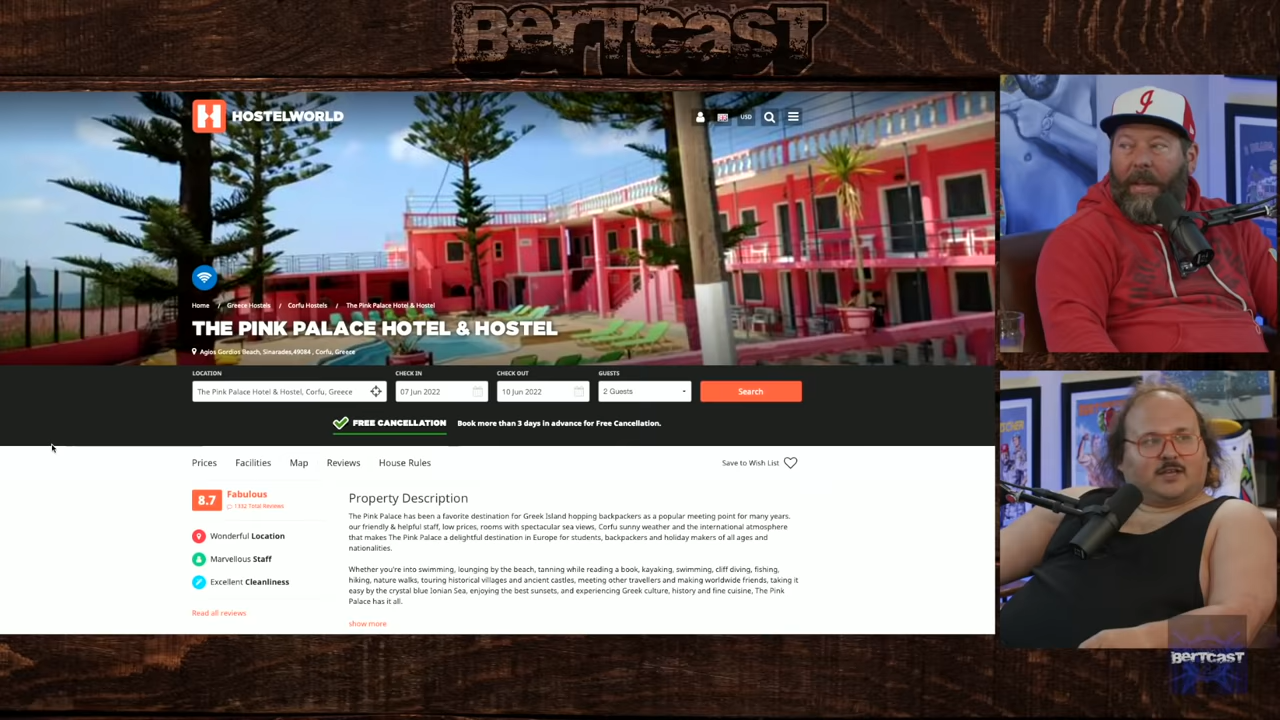 BERTCAST
H HOSTELWORLD
USD
Home / Greece Hostels / Corfu Hostels / The Pink Palace Hotel & Hostel
THE PINK PALACE HOTEL & HOSTEL
Agios Gordios Beach, Sinarades,49084 , Corfu, Greece
LOCATION
CHECK IN
CHECK OUT
GUESTS
The Pink Palace Hotel & Hostel, Corfu, Greece
07 Jun 2022
10 Jun 2022
2 Guests
Search
FREE CANCELLATION Book more than 3 days in advance for Free Cancellation.
Prices
Facilities
Map
Reviews
House Rules
Save to Wish List
8.7
Fabulous
1332 Total Reviews
Wonderful Location
Marvellous Staff
Excellent Cleanliness
Read all reviews
Property Description
The Pink Palace has been a favorite destination for Greek Island hopping backpackers as a popular meeting point for many years.
our friendly & helpful staff, low prices, rooms with spectacular sea views, Corfu sunny weather and the international atmosphere
that makes The Pink Palace a delightful destination in Europe for students, backpackers and holiday makers of all ages and
nationalities.
Whether you're into swimming, lounging by the beach, tanning while reading a book, kayaking, swimming, cliff diving, fishing,
hiking, nature walks, touring historical villages and ancient castles, meeting other travellers and making worldwide friends, taking it
easy by the crystal blue Ionian Sea, enjoying the best sunsets, and experiencing Greek culture, history and fine cuisine, The Pink
Palace has it all.
show more
BERTCAST